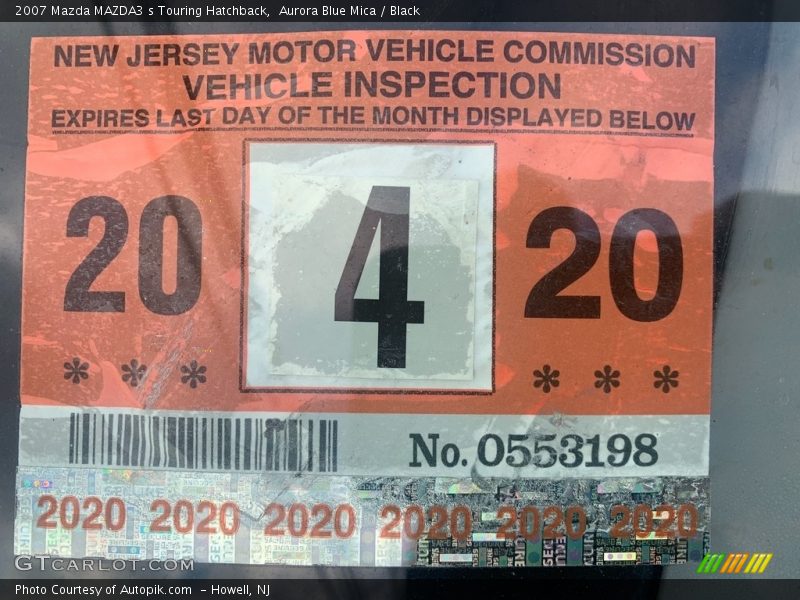 2007 Mazda MAZDA3 s Touring Hatchback,  Aurora Blue Mica / Black
NEW JERSEY MOTOR VEHICLE COMMISSION
VEHICLE INSPECTION
EXPIRES LAST DAY OF THE MONTH DISPLAYED BELOW
20 4 20
* * * * * *
No. 0553198
2020 2020 2020 2020 2020 2020
GTCARLOT.COM
Photo Courtesy of Autopik.com  – Howell, NJ